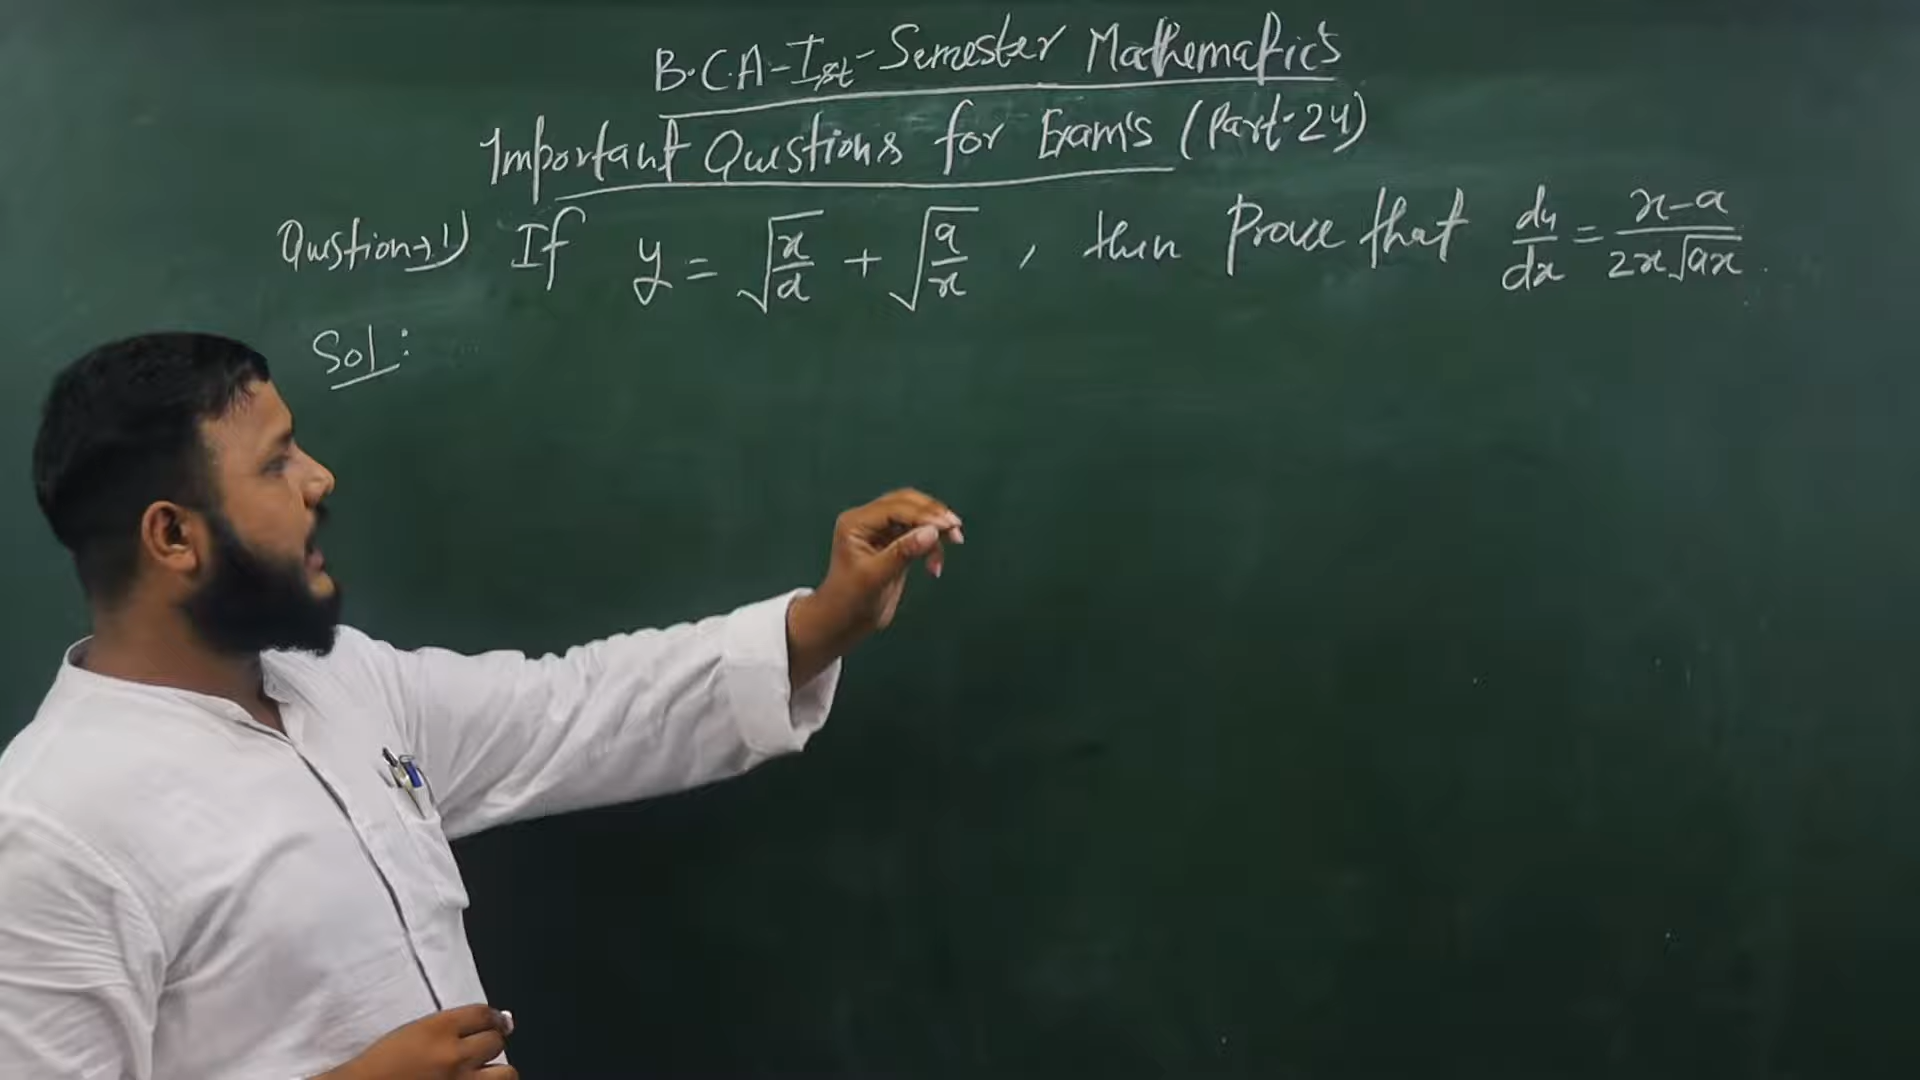 B.C.A-Ist-Semester Mathematics
Important Questions for Exam's (Part-24)
Question→1) If y = √(x/a) + √(a/x) , then Prove that dy/dx = (x-a)/(2x√ax) .
Sol: